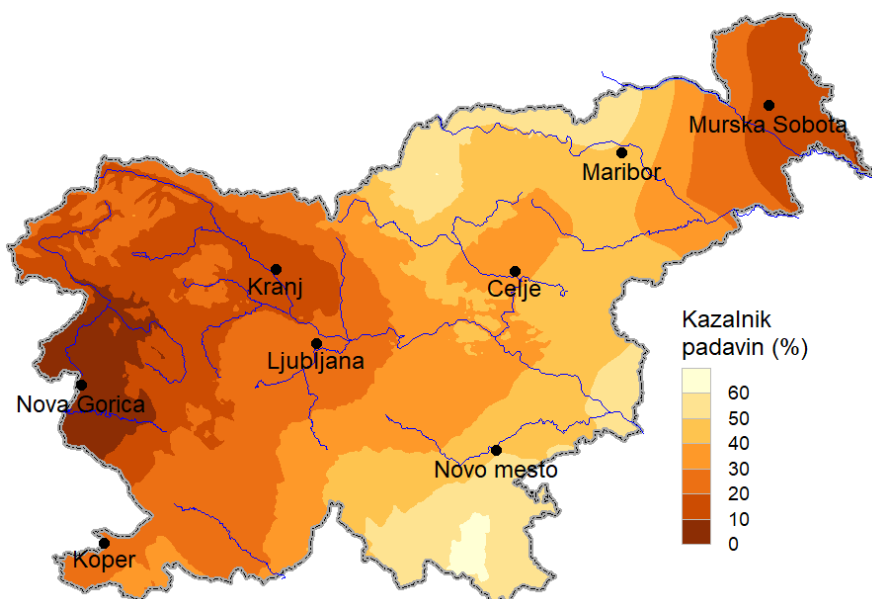 Murska Sobota
Maribor
Kranj
Celje
Ljubljana
Nova Gorica
Novo mesto
Koper
Kazalnik
padavin (%)
60
50
40
30
20
10
0